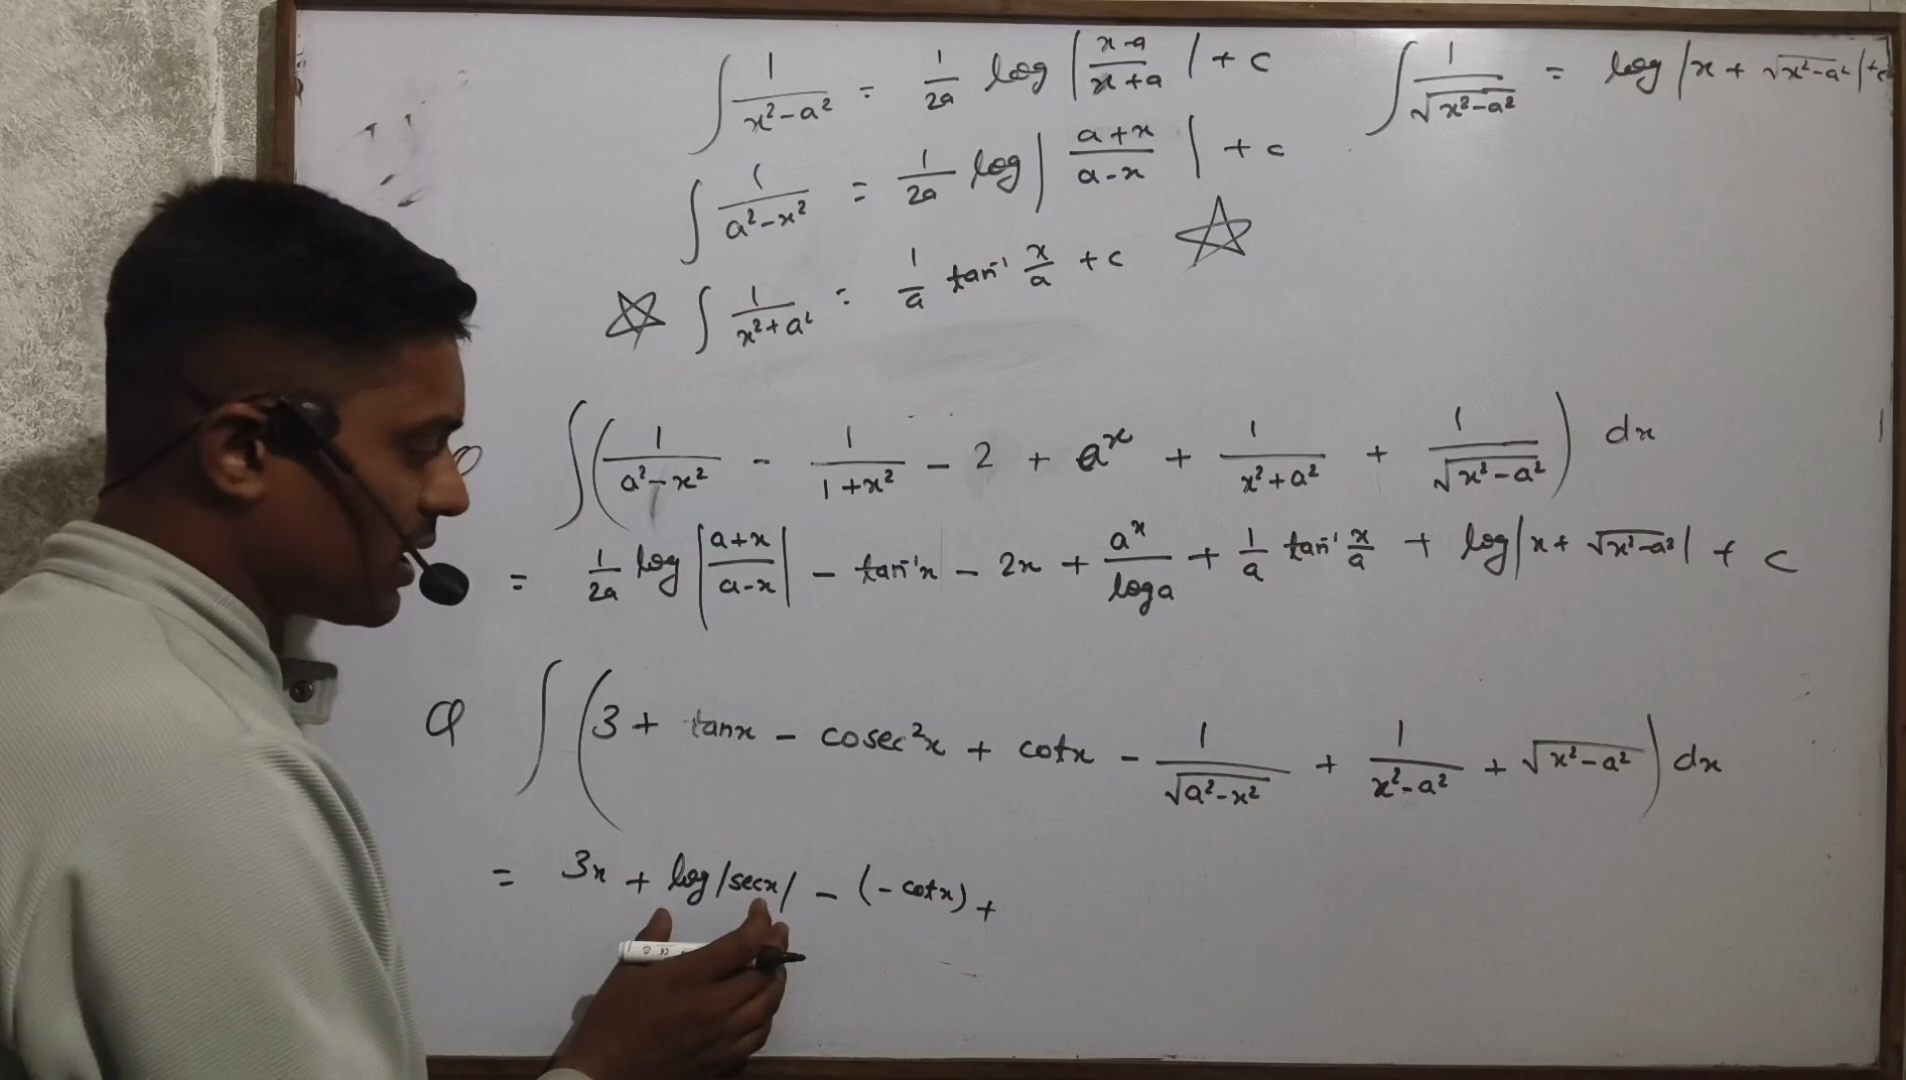 ∫ 1/(x²-a²) = 1/2a log |(x-a)/(x+a)| + c
∫ 1/√(x²-a²) = log |x + √(x²-a²)| + c
∫ 1/(a²-x²) = 1/2a log |(a+x)/(a-x)| + c
∫ 1/(x²+a²) = 1/a tan⁻¹ x/a + c
∫ (1/(a²-x²) - 1/(1+x²) - 2 + a^x + 1/(x²+a²) + 1/√(x²-a²)) dx
= 1/2a log |(a+x)/(a-x)| - tan⁻¹x - 2x + a^x/log a + 1/a tan⁻¹ x/a + log |x + √(x²-a²)| + c
Q ∫ (3 + tanx - cosec²x + cotx - 1/√(a²-x²) + 1/(x²-a²) + √(x²-a²)) dx
= 3x + log |secx| - (-cotx) +